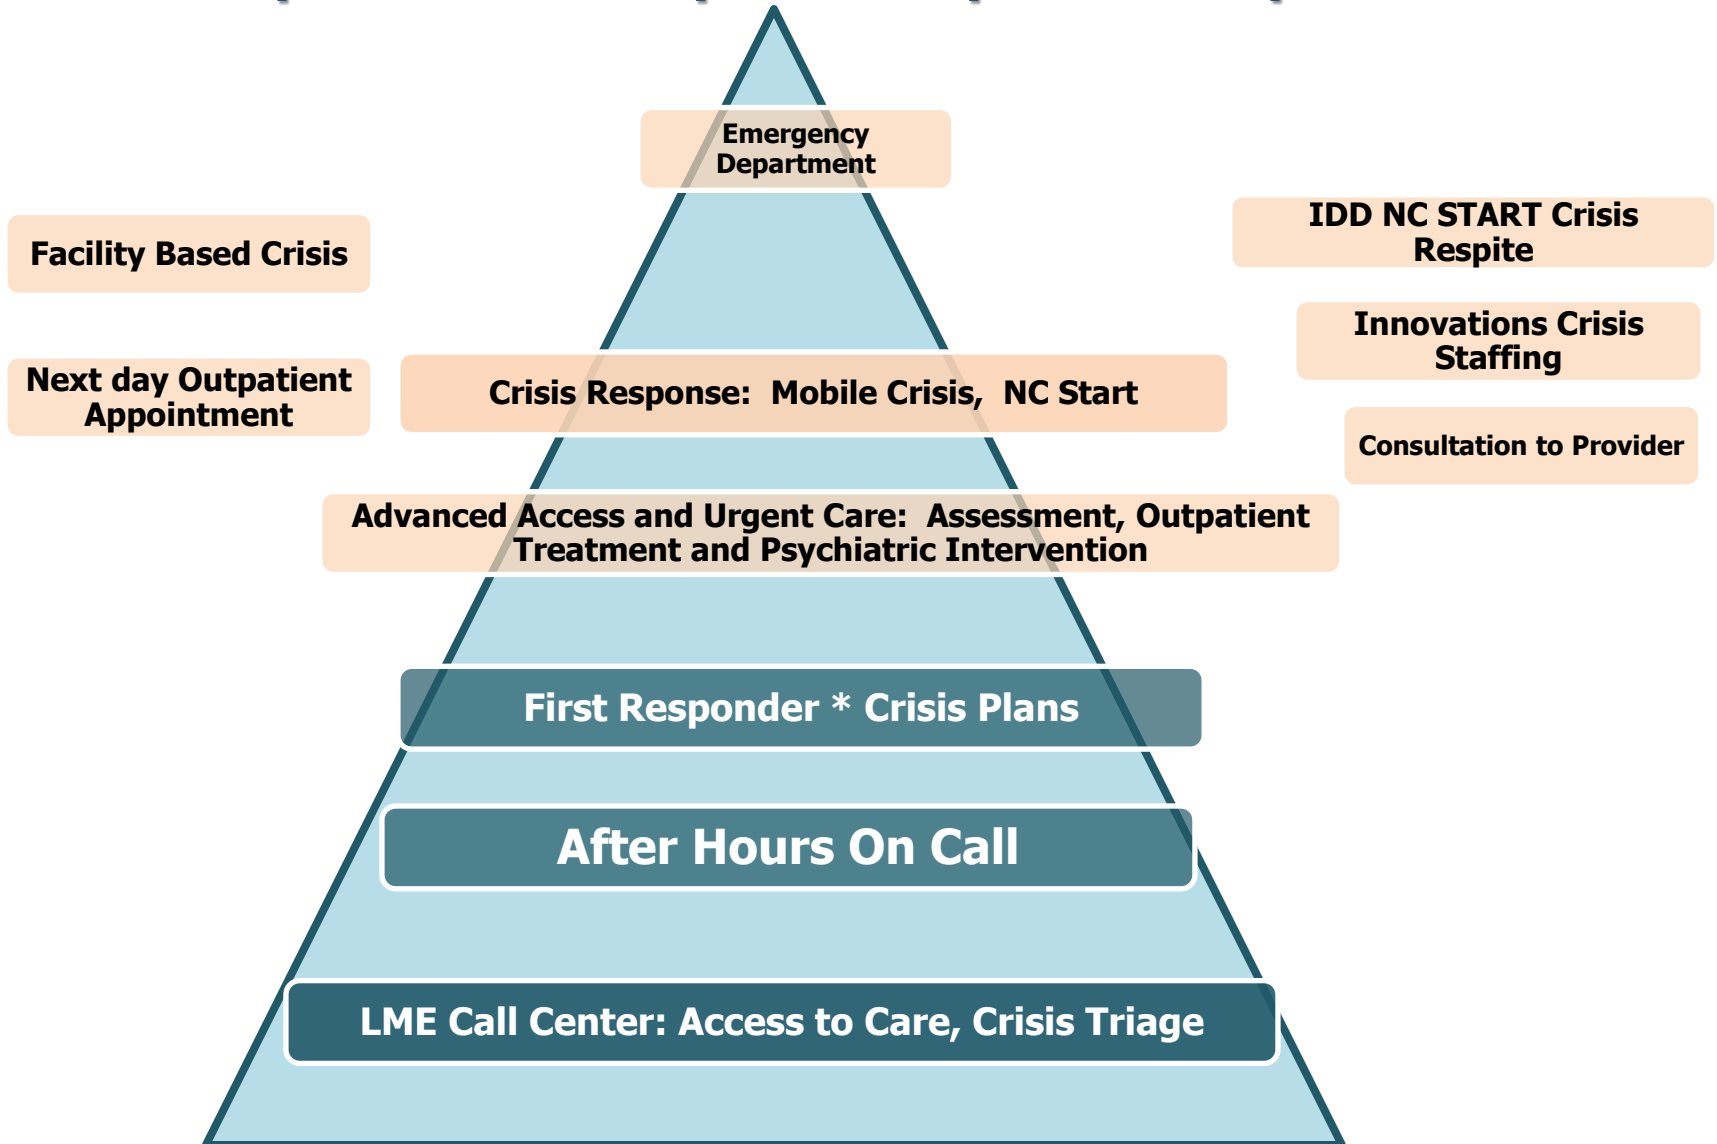 Emergency
Department
Facility Based Crisis
IDD NC START Crisis
Respite
Innovations Crisis
Staffing
Next day Outpatient
Appointment
Crisis Response:  Mobile Crisis,  NC Start
Consultation to Provider
Advanced Access and Urgent Care:  Assessment, Outpatient
Treatment and Psychiatric Intervention
First Responder * Crisis Plans
After Hours On Call
LME Call Center: Access to Care, Crisis Triage